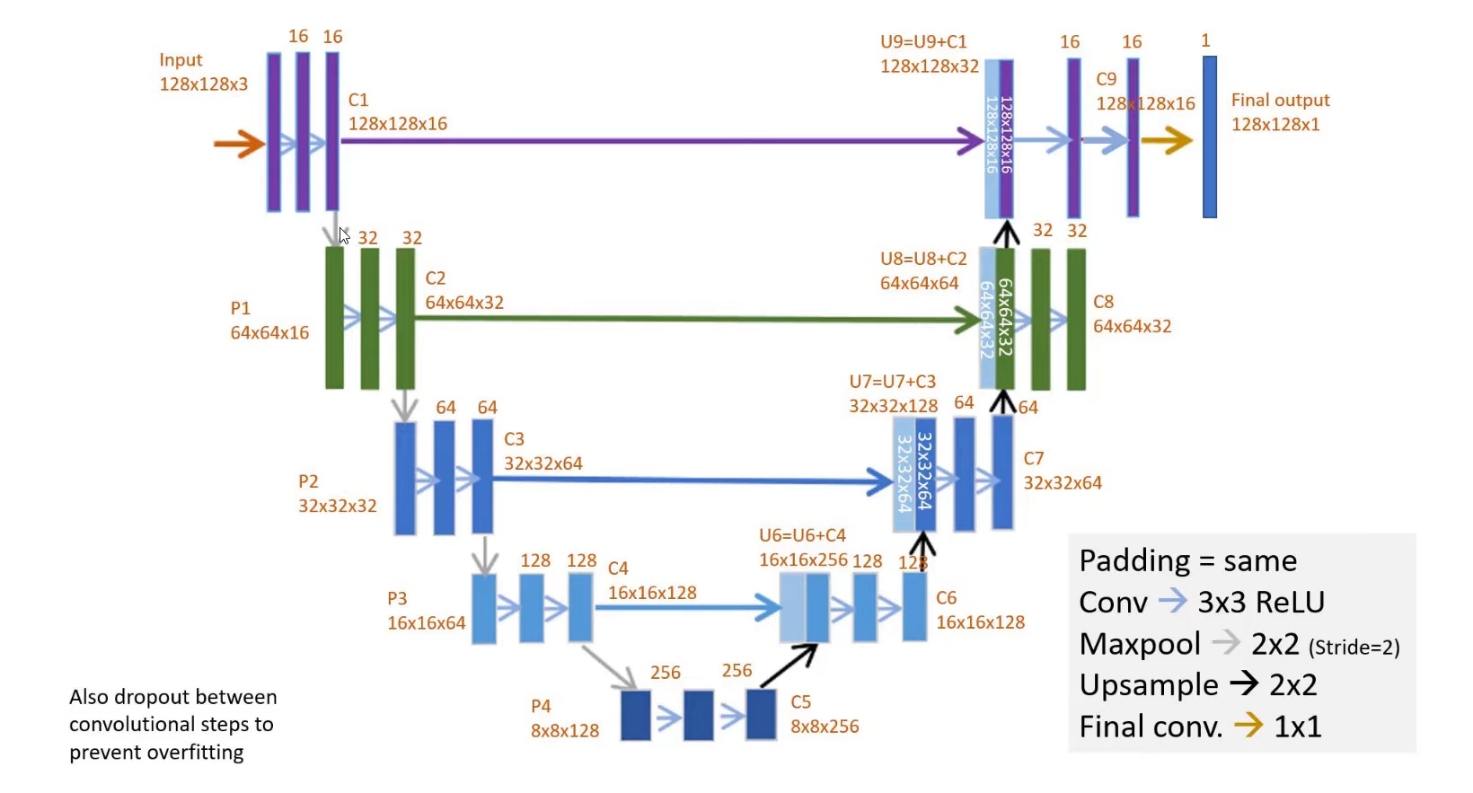 16 16
Input
128x128x3
C1
128x128x16
U9=U9+C1
128x128x32
128x128x16
128x128x16
16
16
C9
128x128x16
1
Final output
128x128x1
32
32
P1
64x64x16
C2
64x64x32
U8=U8+C2
64x64x64
64x64x32
64x64x32
32 32
C8
64x64x32
64
64
P2
32x32x32
C3
32x32x64
U7=U7+C3
32x32x128
32x32x64
32x32x64
64
64
C7
32x32x64
128
128
P3
16x16x64
C4
16x16x128
U6=U6+C4
16x16x256
128
128
C6
16x16x128
256
256
P4
8x8x128
C5
8x8x256
Also dropout between
convolutional steps to
prevent overfitting
Padding = same
Conv → 3x3 ReLU
Maxpool → 2x2 (Stride=2)
Upsample → 2x2
Final conv. → 1x1